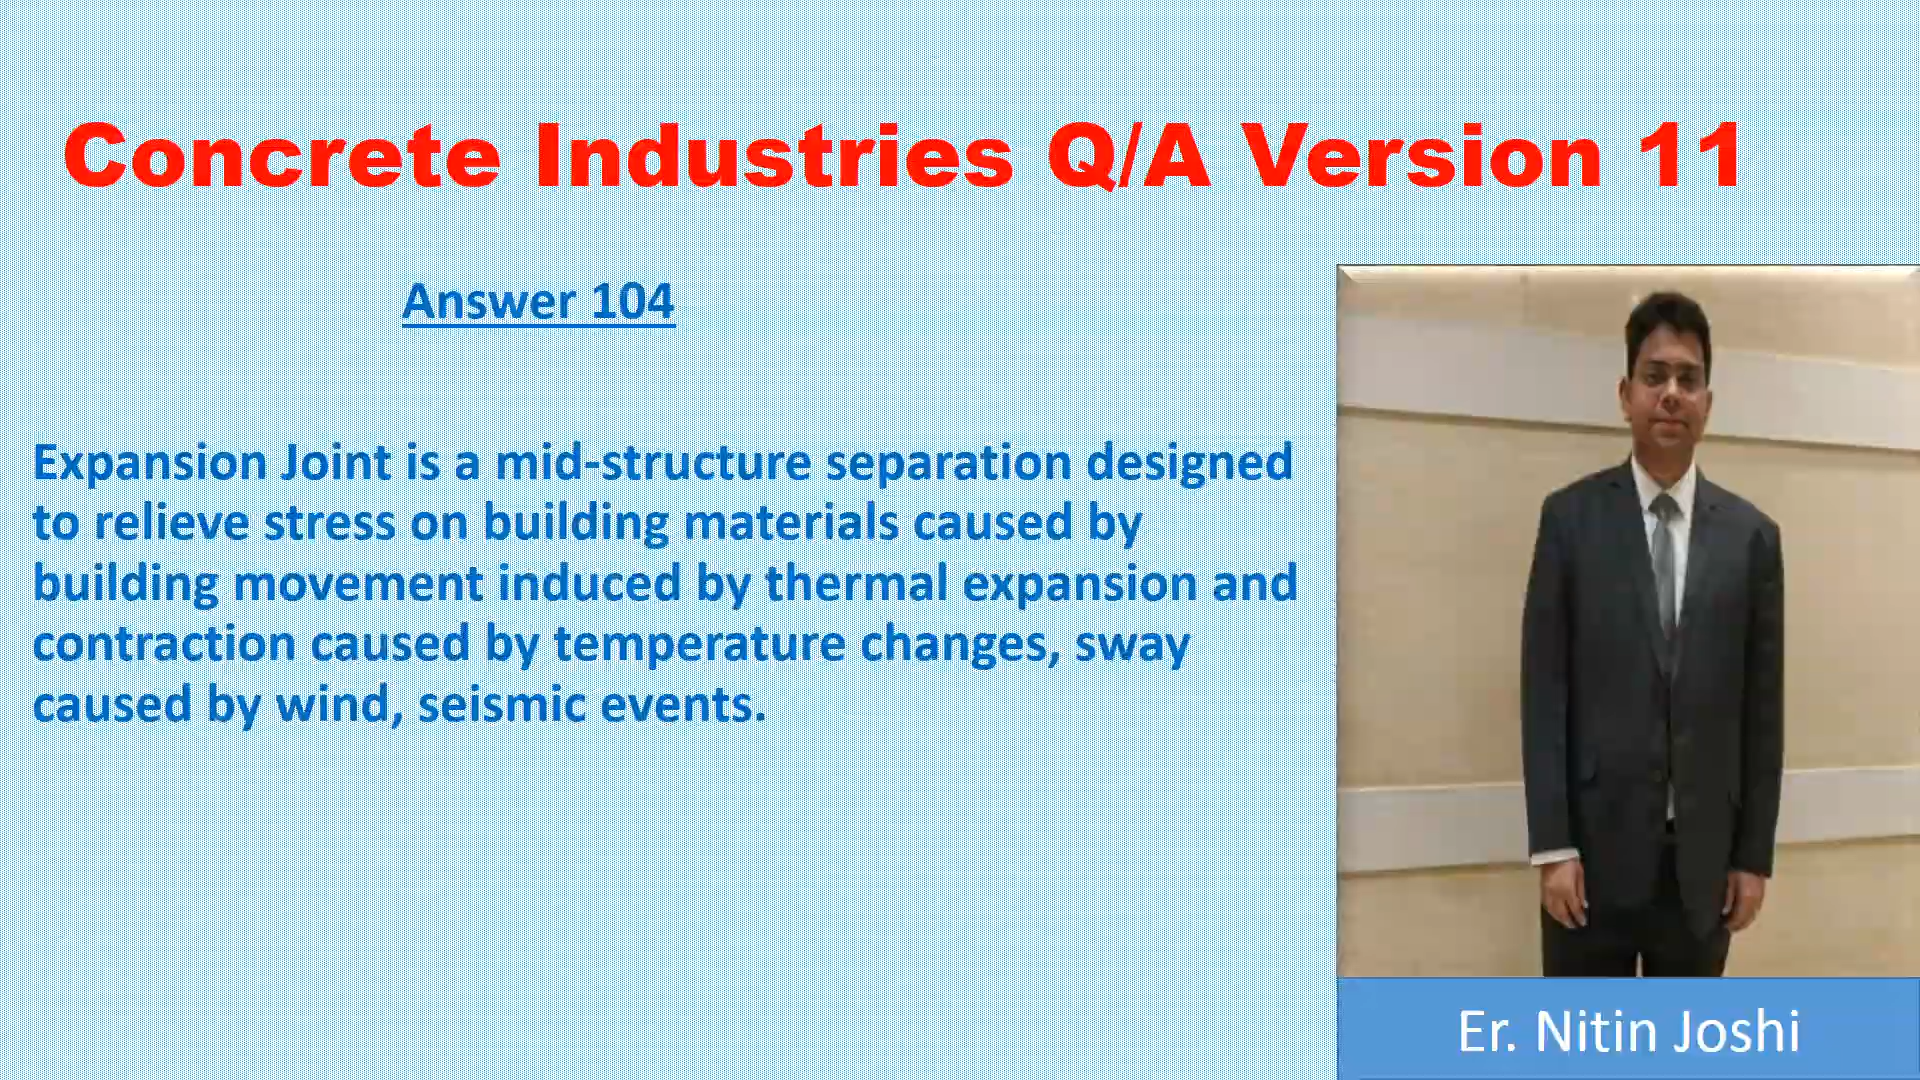 Concrete Industries Q/A Version 11
Answer 104
Expansion Joint is a mid-structure separation designed
to relieve stress on building materials caused by
building movement induced by thermal expansion and
contraction caused by temperature changes, sway
caused by wind, seismic events.
Er. Nitin Joshi